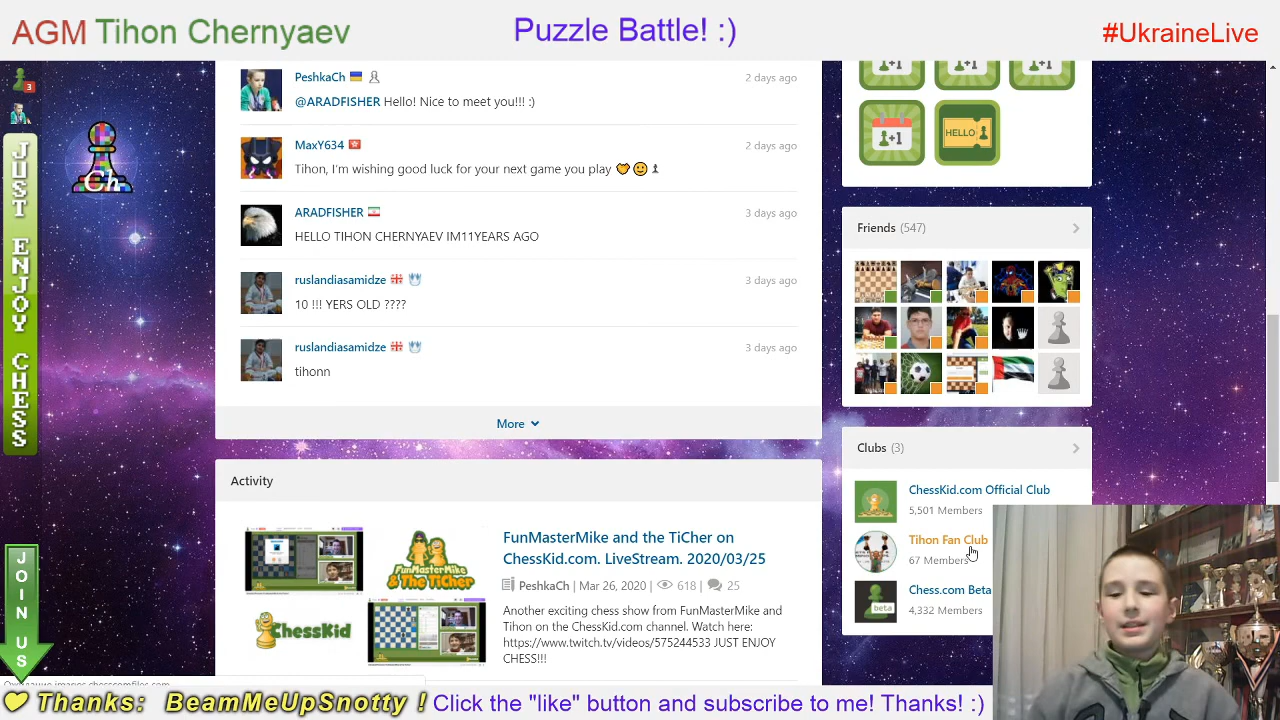 AGM Tihon Chernyaev
Puzzle Battle! :)
#UkraineLive
3
JUST ENJOY CHESS
Ch
JOIN US
PeshkaCh
2 days ago
@ARADFISHER Hello! Nice to meet you!!! :)
MaxY634
2 days ago
Tihon, I'm wishing good luck for your next game you play
ARADFISHER
3 days ago
HELLO TIHON CHERNYAEV IM11YEARS AGO
ruslandiasamidze
3 days ago
10 !!! YERS OLD ????
ruslandiasamidze
3 days ago
tihonn
More
Activity
FunMasterMike and the TiCher on
ChessKid.com. LiveStream. 2020/03/25
PeshkaCh | Mar 26, 2020 | 618 | 25
Another exciting chess show from FunMasterMike and
Tihon on the ChessKid.com channel. Watch here:
https://www.twitch.tv/videos/575244533 JUST ENJOY
CHESS!!!
FunMasterMike
& The TiCher
ChessKid
+1
+1
+1
+1
HELLO
Friends (547)
Clubs (3)
ChessKid.com Official Club
5,501 Members
Tihon Fan Club
67 Members
Chess.com Beta
4,332 Members
beta
Thanks: BeamMeUpSnotty !
Click the "like" button and subscribe to me! Thanks! :)